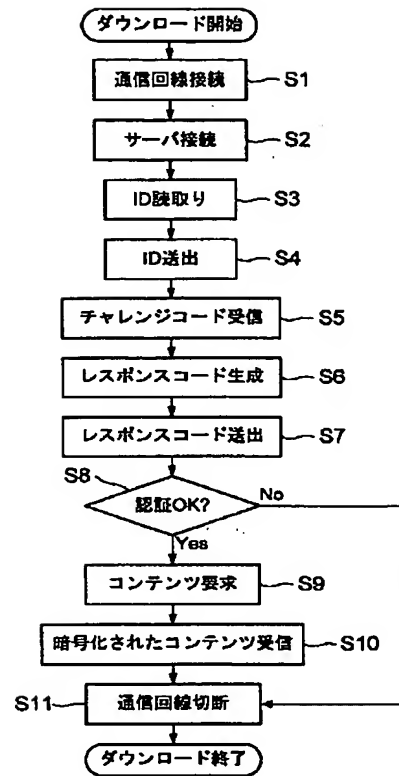 ダウンロード開始
通信回線接続 S1
サーバ接続 S2
ID読取り S3
ID送出 S4
チャレンジコード受信 S5
レスポンスコード生成 S6
レスポンスコード送出 S7
S8
認証OK? No
Yes
コンテンツ要求 S9
暗号化されたコンテンツ受信 S10
S11 通信回線切断
ダウンロード終了